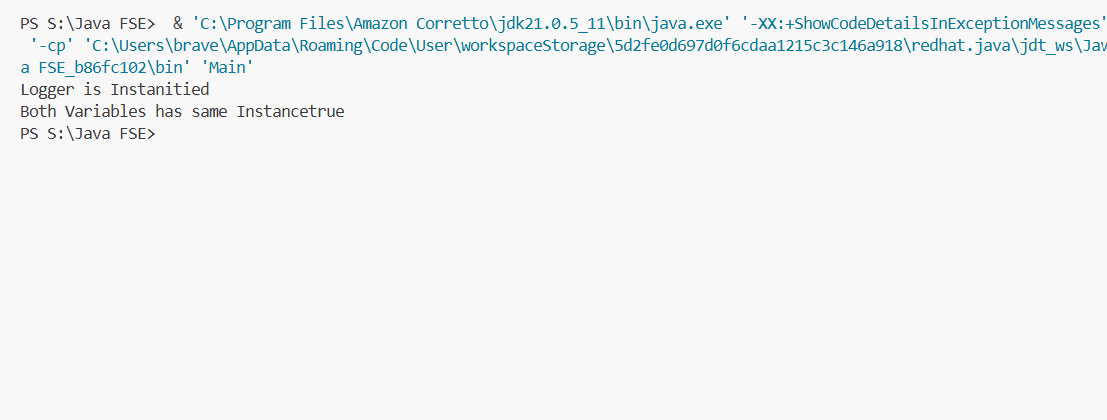 PS S:\Java FSE>  & 'C:\Program Files\Amazon Corretto\jdk21.0.5_11\bin\java.exe' '-XX:+ShowCodeDetailsInExceptionMessages'
 '-cp' 'C:\Users\brave\AppData\Roaming\Code\User\workspaceStorage\5d2fe0d697d0f6cdaa1215c3c146a918\redhat.java\jdt_ws\Jav
a FSE_b86fc102\bin' 'Main'
Logger is Instanitied
Both Variables has same Instancetrue
PS S:\Java FSE>